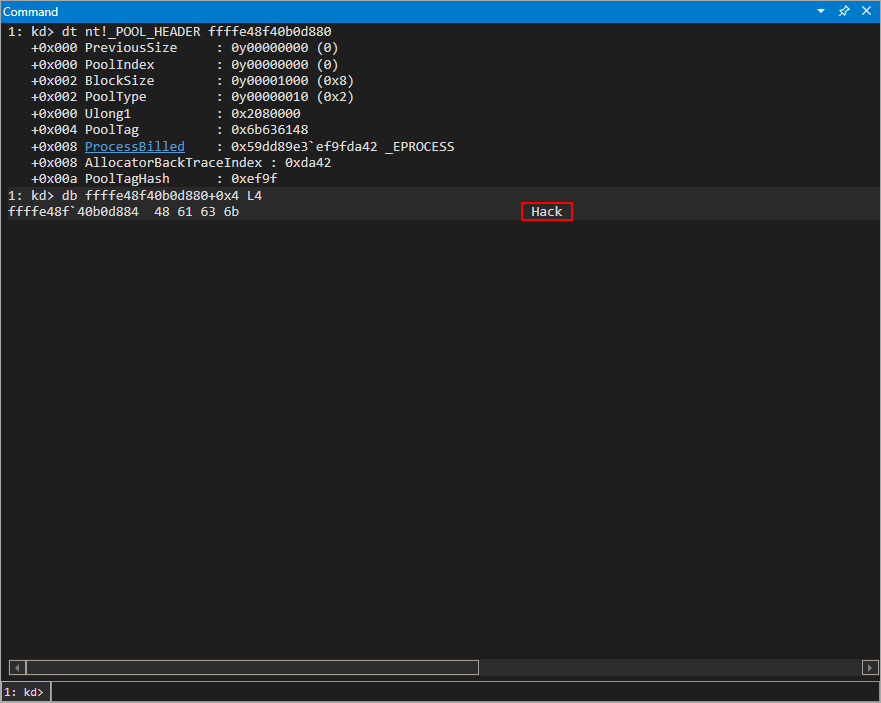 Command
1: kd> dt nt!_POOL_HEADER ffffe48f40b0d880
+0x000 PreviousSize     : 0y00000000 (0)
+0x000 PoolIndex        : 0y00000000 (0)
+0x002 BlockSize        : 0y00001000 (0x8)
+0x002 PoolType         : 0y00000010 (0x2)
+0x000 Ulong1           : 0x2080000
+0x004 PoolTag          : 0x6b636148
+0x008 ProcessBilled    : 0x59dd89e3`ef9fda42 _EPROCESS
+0x008 AllocatorBackTraceIndex : 0xda42
+0x00a PoolTagHash      : 0xef9f
1: kd> db ffffe48f40b0d880+0x4 L4
ffffe48f`40b0d884  48 61 63 6b                                      Hack
1: kd>